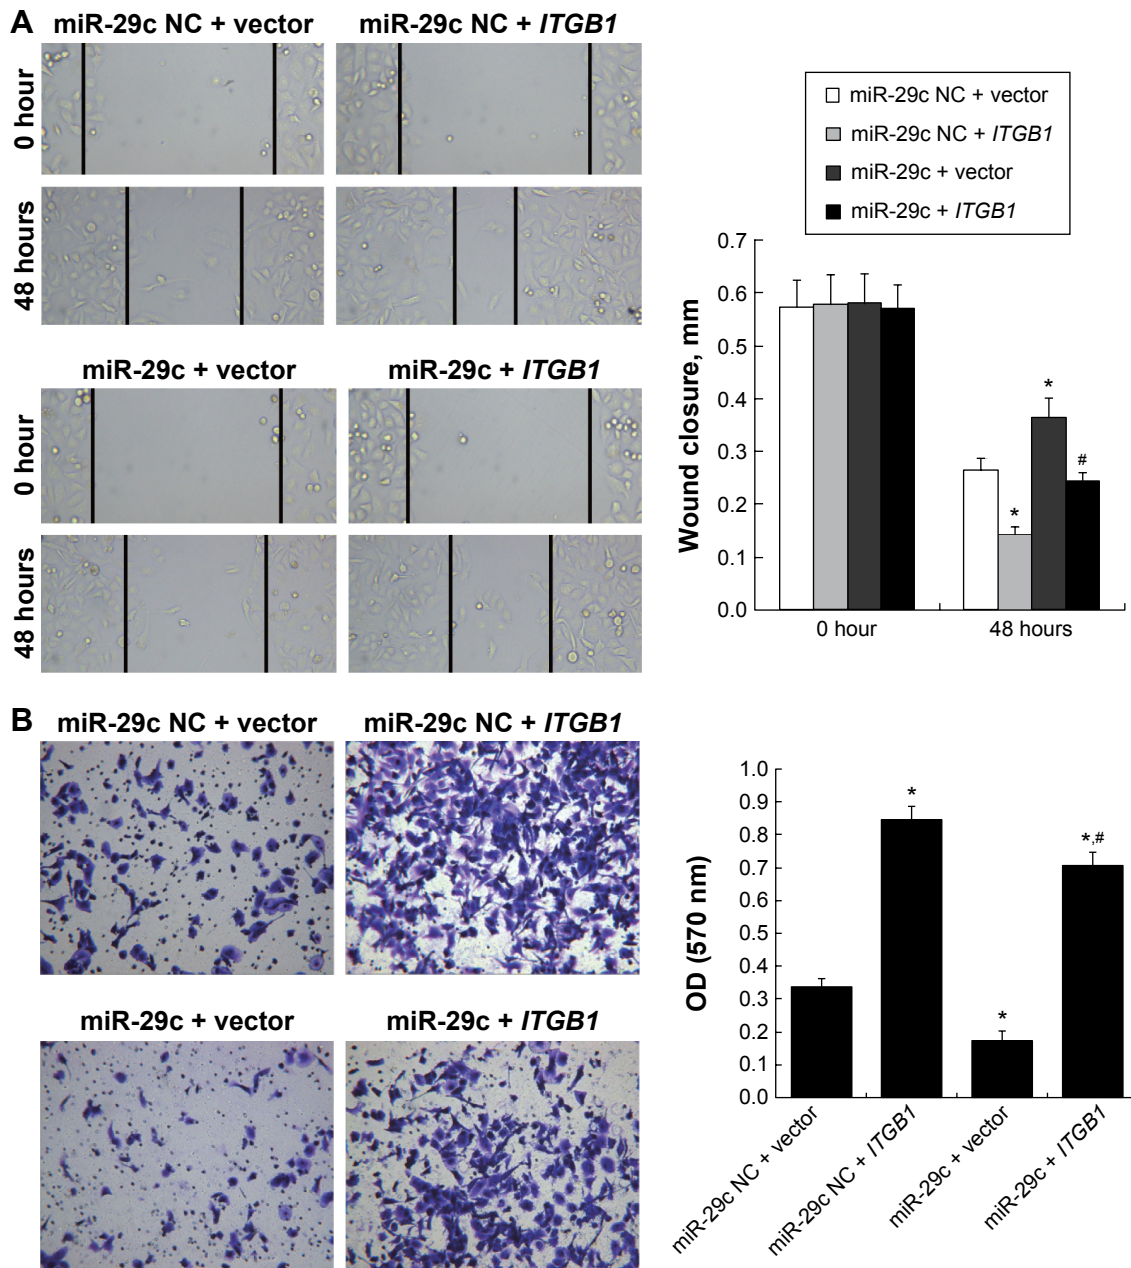 A
miR-29c NC + vector
miR-29c NC + ITGB1
0 hour
48 hours
miR-29c + vector
miR-29c + ITGB1
0 hour
48 hours
miR-29c NC + vector
miR-29c NC + ITGB1
miR-29c + vector
miR-29c + ITGB1
Wound closure, mm
0.7
0.6
0.5
0.4
0.3
0.2
0.1
0.0
*
*
#
0 hour
48 hours
B
miR-29c NC + vector
miR-29c NC + ITGB1
miR-29c + vector
miR-29c + ITGB1
OD (570 nm)
1.0
0.9
0.8
0.7
0.6
0.5
0.4
0.3
0.2
0.1
0.0
*
*
*,#
miR-29c NC + vector
miR-29c NC + ITGB1
miR-29c + vector
miR-29c + ITGB1